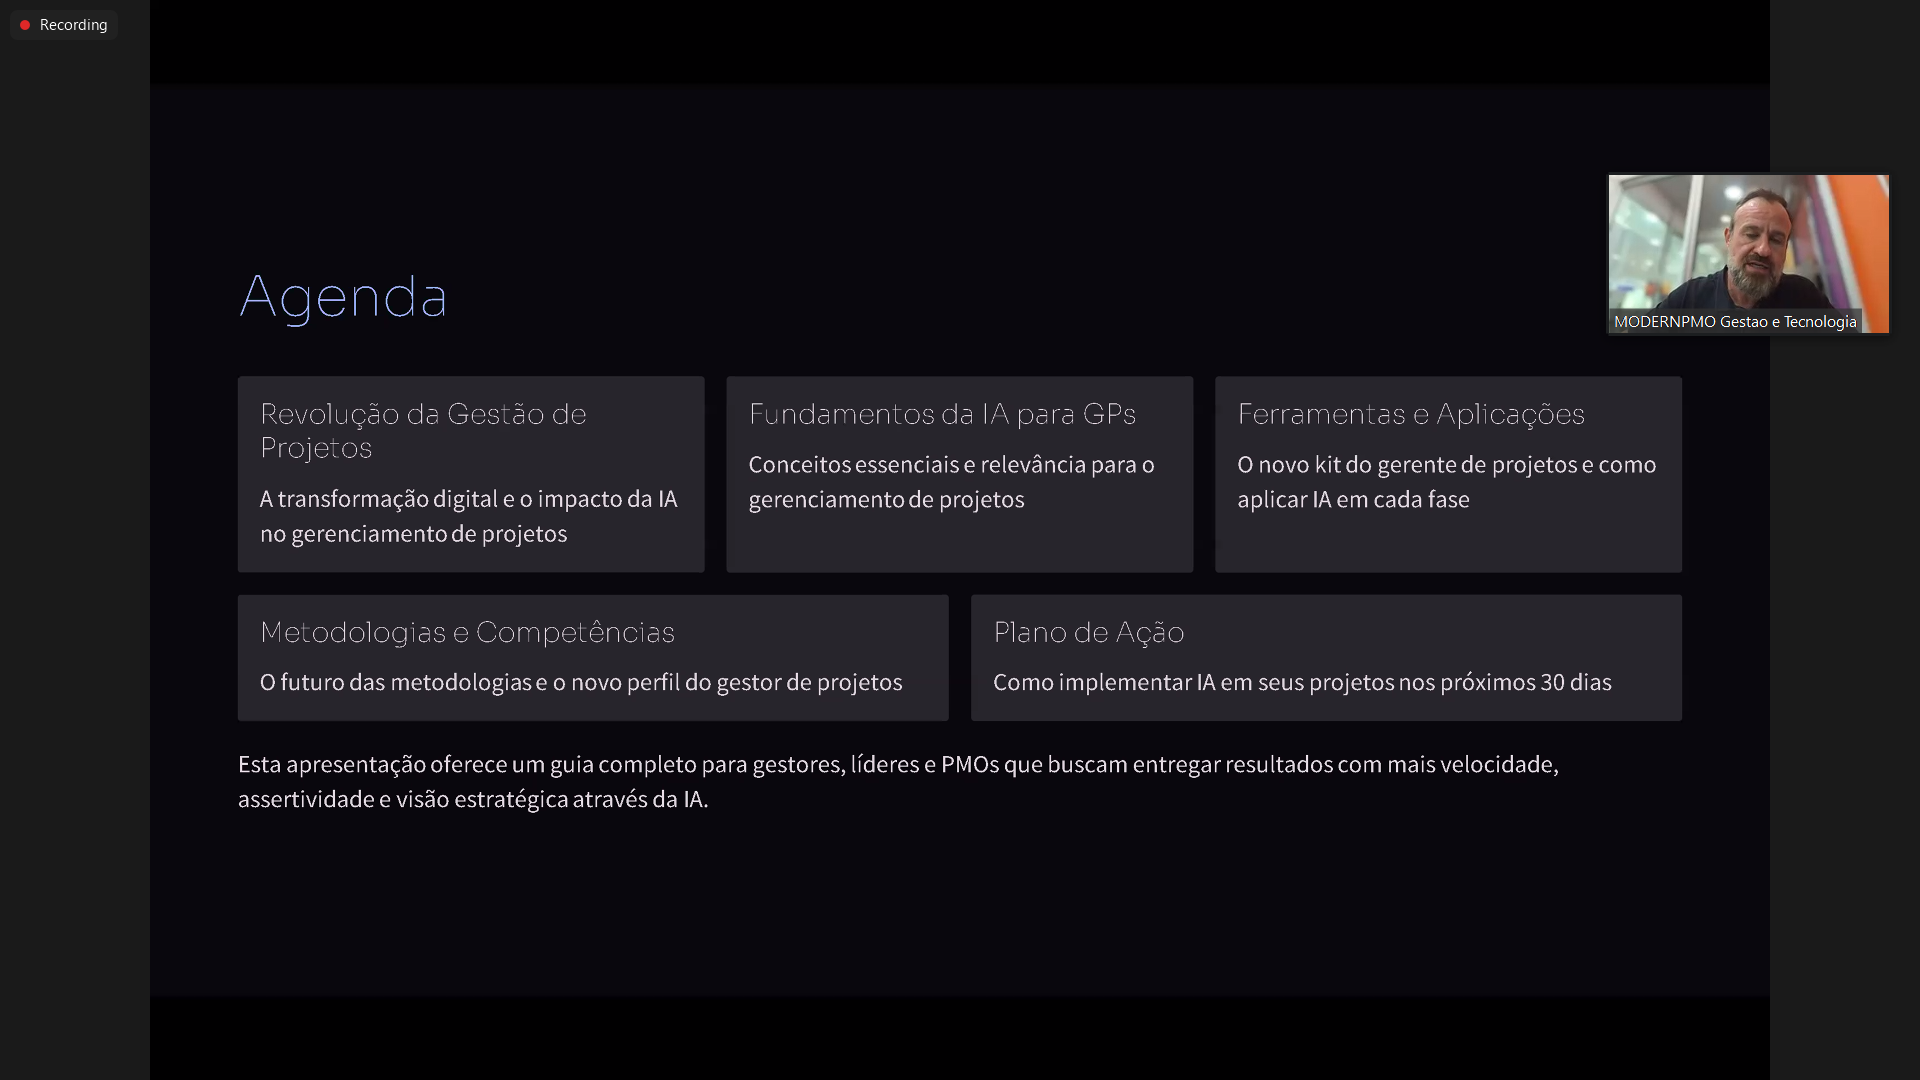 Recording
MODERNPMO Gestao e Tecnologia
Agenda
Revolução da Gestão de
Projetos
A transformação digital e o impacto da IA
no gerenciamento de projetos
Fundamentos da IA para GPs
Conceitos essenciais e relevância para o
gerenciamento de projetos
Ferramentas e Aplicações
O novo kit do gerente de projetos e como
aplicar IA em cada fase
Metodologias e Competências
O futuro das metodologias e o novo perfil do gestor de projetos
Plano de Ação
Como implementar IA em seus projetos nos próximos 30 dias
Esta apresentação oferece um guia completo para gestores, líderes e PMOs que buscam entregar resultados com mais velocidade,
assertividade e visão estratégica através da IA.